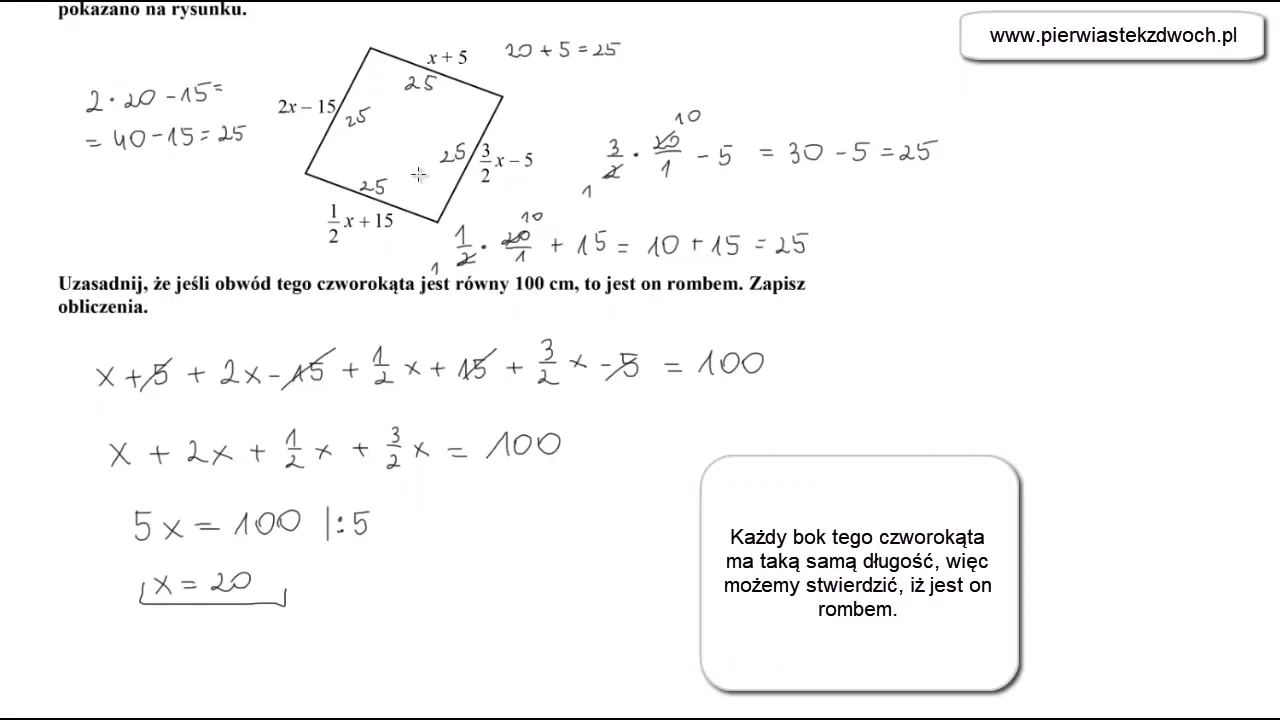 pokazano na rysunku.
www.pierwiastekzdwoch.pl
x + 5
20 + 5 = 25
25
2 · 20 - 15 =
= 40 - 15 = 25
2x – 15
25
25
3/2 x – 5
3/2 · 20/1 - 5 = 30 - 5 = 25
10
1
25
1/2 x + 15
1/2 · 20/1 + 15 = 10 + 15 = 25
10
1
Uzasadnij, że jeśli obwód tego czworokąta jest równy 100 cm, to jest on rombem. Zapisz
obliczenia.
x + 5 + 2x - 15 + 1/2 x + 15 + 3/2 x - 5 = 100
x + 2x + 1/2 x + 3/2 x = 100
5x = 100 |:5
x = 20
Każdy bok tego czworokąta
ma taką samą długość, więc
możemy stwierdzić, iż jest on
rombem.